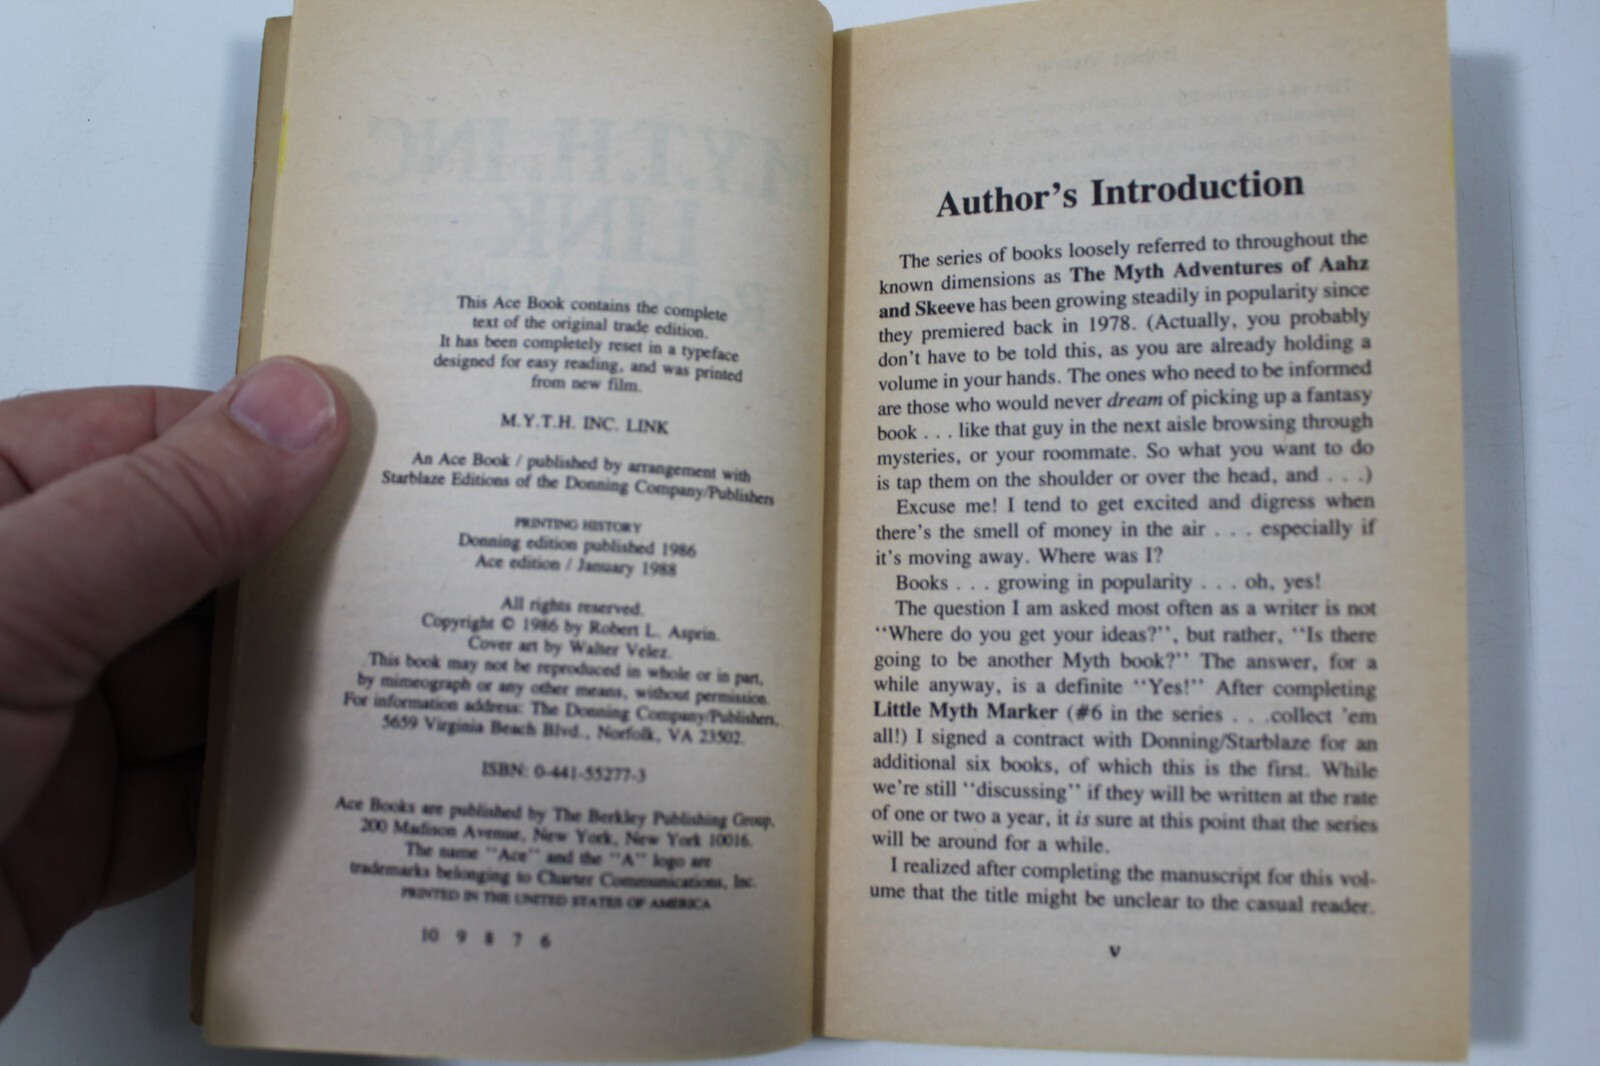 This Ace Book contains the complete
text of the original trade edition.
It has been completely reset in a typeface
designed for easy reading, and was printed
from new film.
M.Y.T.H. INC. LINK
An Ace Book / published by arrangement with
Starblaze Editions of the Donning Company/Publishers
PRINTING HISTORY
Donning edition published 1986
Ace edition / January 1988
All rights reserved.
Copyright © 1986 by Robert L. Asprin.
Cover art by Walter Velez.
This book may not be reproduced in whole or in part,
by mimeograph or any other means, without permission.
For information address: The Donning Company/Publishers,
5659 Virginia Beach Blvd., Norfolk, VA 23502.
ISBN: 0-441-55277-3
Ace Books are published by The Berkley Publishing Group,
200 Madison Avenue, New York, New York 10016.
The name "Ace" and the "A" logo are
trademarks belonging to Charter Communications, Inc.
PRINTED IN THE UNITED STATES OF AMERICA
10 9 8 7 6
Author's Introduction
The series of books loosely referred to throughout the
known dimensions as The Myth Adventures of Aahz
and Skeeve has been growing steadily in popularity since
they premiered back in 1978. (Actually, you probably
don't have to be told this, as you are already holding a
volume in your hands. The ones who need to be informed
are those who would never dream of picking up a fantasy
book . . . like that guy in the next aisle browsing through
mysteries, or your roommate. So what you want to do
is tap them on the shoulder or over the head, and . . .)
Excuse me! I tend to get excited and digress when
there's the smell of money in the air . . . especially if
it's moving away. Where was I?
Books . . . growing in popularity . . . oh, yes!
The question I am asked most often as a writer is not
"Where do you get your ideas?", but rather, "Is there
going to be another Myth book?" The answer, for a
while anyway, is a definite "Yes!" After completing
Little Myth Marker (#6 in the series . . .collect 'em
all!) I signed a contract with Donning/Starblaze for an
additional six books, of which this is the first. While
we're still "discussing" if they will be written at the rate
of one or two a year, it is sure at this point that the series
will be around for a while.
I realized after completing the manuscript for this vol-
ume that the title might be unclear to the casual reader.
v